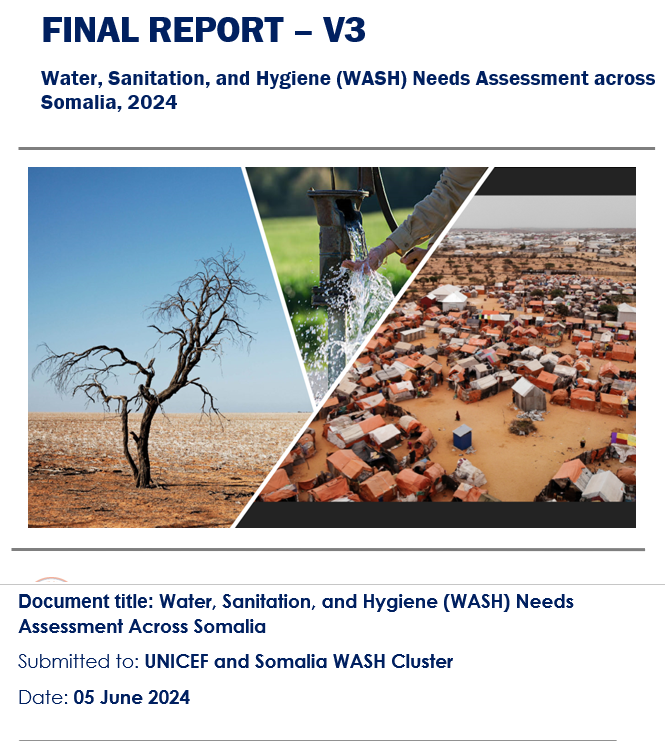 FINAL REPORT – V3
Water, Sanitation, and Hygiene (WASH) Needs Assessment across
Somalia, 2024
Document title: Water, Sanitation, and Hygiene (WASH) Needs
Assessment Across Somalia
Submitted to: UNICEF and Somalia WASH Cluster
Date: 05 June 2024